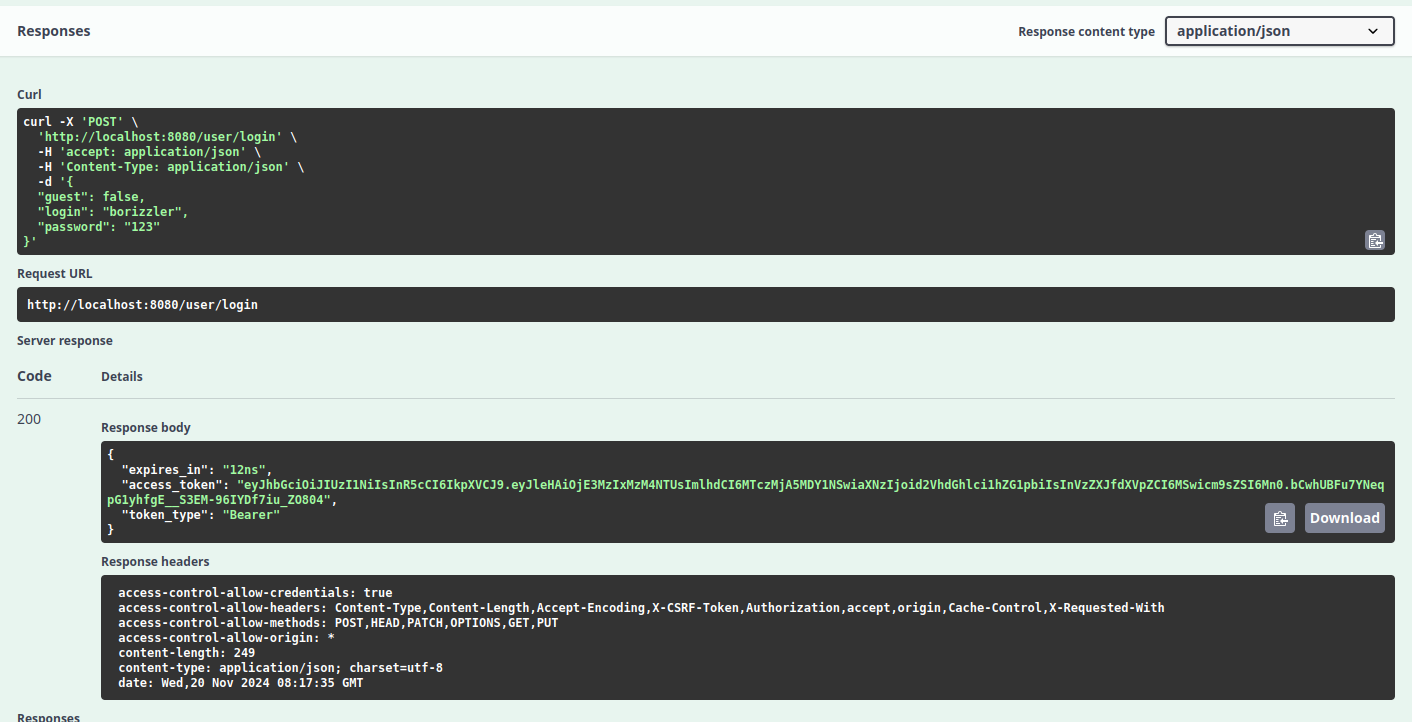 Responses
Response content type
application/json
Curl
curl -X 'POST' \
'http://localhost:8080/user/login' \
-H 'accept: application/json' \
-H 'Content-Type: application/json' \
-d '{
"guest": false,
"login": "borizzler",
"password": "123"
}'
Request URL
http://localhost:8080/user/login
Server response
Code Details
200
Response body
{
"expires_in": "12ns",
"access_token": "eyJhbGciOiJIUzI1NiIsInR5cCI6IkpXVCJ9.eyJleHAiOjE3MzIxMzM4NTUsImlhdCI6MTczMjA5MDY1NSwiaXNzIjoid2VhdGhlci1hZG1pbiIsInVzZXJfdXVpZCI6MSwicm9sZSI6Mn0.bCwhUBFu7YNeq
pG1yhfgE__S3EM-96IYDf7iu_ZO804",
"token_type": "Bearer"
}
Download
Response headers
access-control-allow-credentials: true
access-control-allow-headers: Content-Type,Content-Length,Accept-Encoding,X-CSRF-Token,Authorization,accept,origin,Cache-Control,X-Requested-With
access-control-allow-methods: POST,HEAD,PATCH,OPTIONS,GET,PUT
access-control-allow-origin: *
content-length: 249
content-type: application/json; charset=utf-8
date: Wed,20 Nov 2024 08:17:35 GMT
Responses